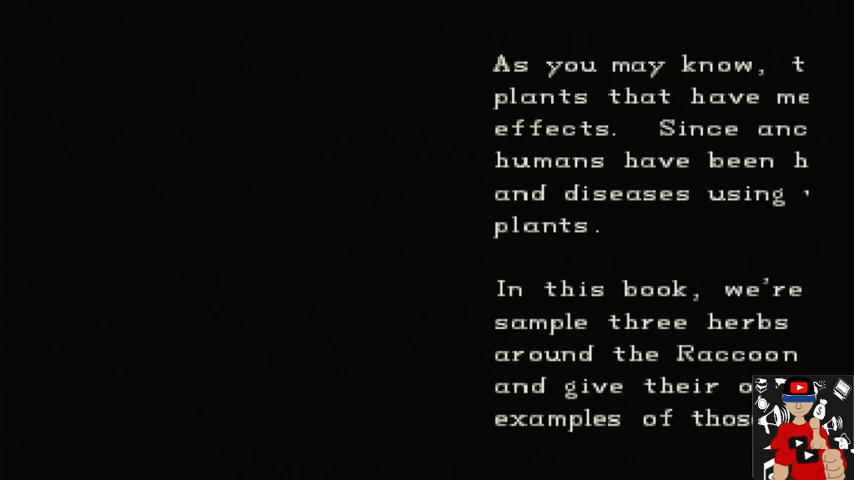 As you may know, t
plants that have me
effects. Since anc
humans have been h
and diseases using
plants.
In this book, we're
sample three herbs
around the Raccoon
and give their o
examples of thos